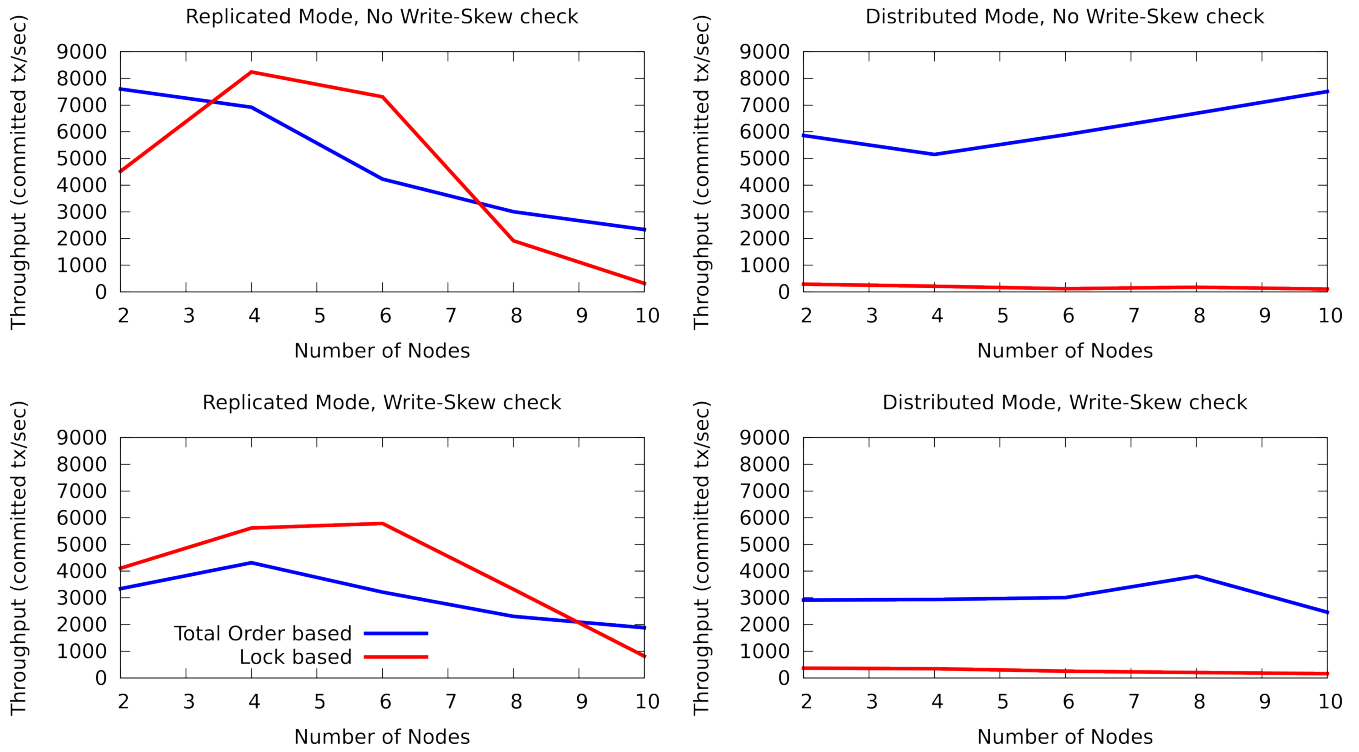 Replicated Mode, No Write-Skew check
Throughput (committed tx/sec)
9000
8000
7000
6000
5000
4000
3000
2000
1000
0
2 3 4 5 6 7 8 9 10
Number of Nodes
Distributed Mode, No Write-Skew check
Throughput (committed tx/sec)
9000
8000
7000
6000
5000
4000
3000
2000
1000
0
2 3 4 5 6 7 8 9 10
Number of Nodes
Replicated Mode, Write-Skew check
Throughput (committed tx/sec)
9000
8000
7000
6000
5000
4000
3000
2000
1000
0
Total Order based
Lock based
2 3 4 5 6 7 8 9 10
Number of Nodes
Distributed Mode, Write-Skew check
Throughput (committed tx/sec)
9000
8000
7000
6000
5000
4000
3000
2000
1000
0
2 3 4 5 6 7 8 9 10
Number of Nodes